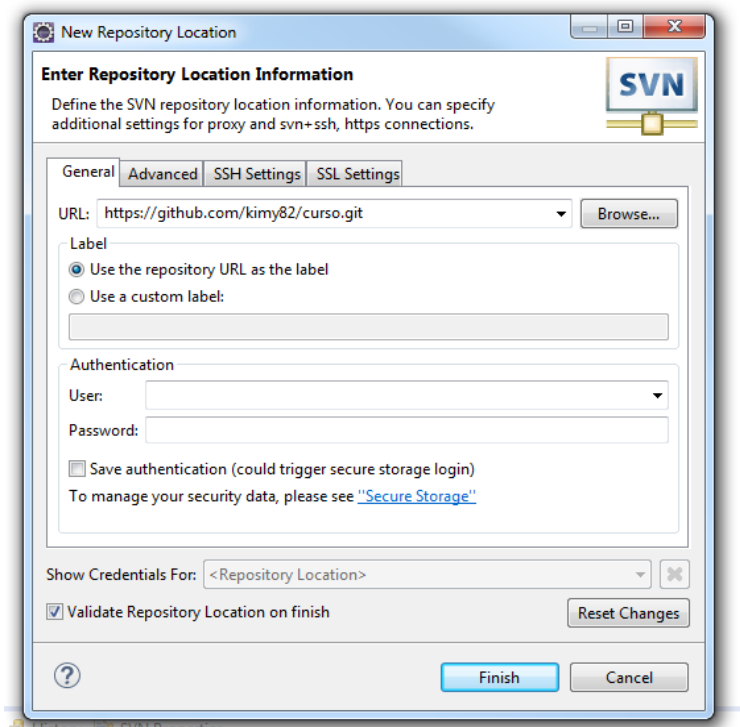 New Repository Location
Enter Repository Location Information
Define the SVN repository location information. You can specify
additional settings for proxy and svn+ssh, https connections.
SVN
General Advanced SSH Settings SSL Settings
URL: https://github.com/kimy82/curso.git Browse...
Label
Use the repository URL as the label
Use a custom label:
Authentication
User:
Password:
Save authentication (could trigger secure storage login)
To manage your security data, please see "Secure Storage"
Show Credentials For: <Repository Location>
Validate Repository Location on finish Reset Changes
? Finish Cancel